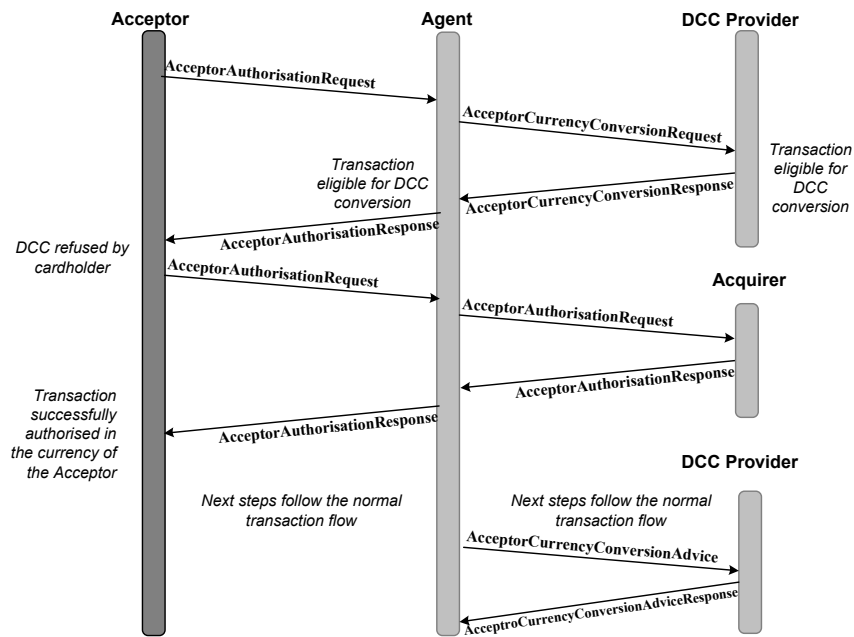 Acceptor
Agent
DCC Provider
AcceptorAuthorisationRequest
AcceptorCurrencyConversionRequest
Transaction
eligible for
DCC
conversion
Transaction
eligible for DCC
conversion
AcceptorCurrencyConversionResponse
AcceptorAuthorisationResponse
DCC refused by
cardholder
AcceptorAuthorisationRequest
Acquirer
AcceptorAuthorisationRequest
AcceptorAuthorisationResponse
Transaction
successfully
authorised in
the currency of
the Acceptor
AcceptorAuthorisationResponse
DCC Provider
Next steps follow the normal
transaction flow
Next steps follow the normal
transaction flow
AcceptorCurrencyConversionAdvice
AcceptroCurrencyConversionAdviceResponse